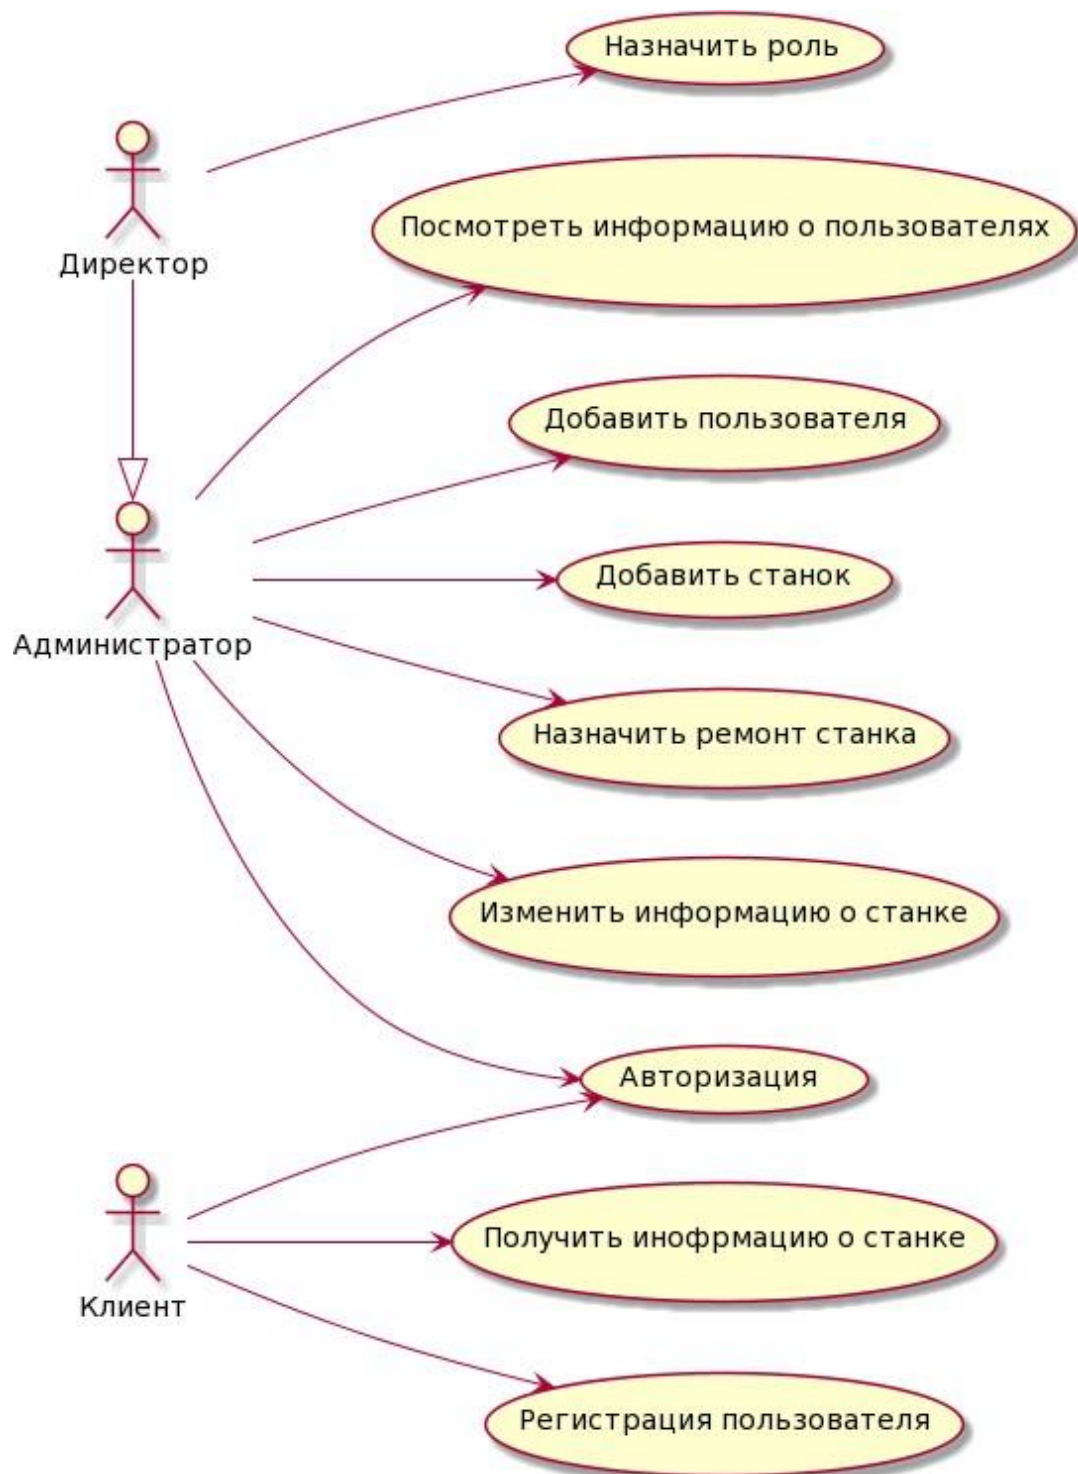 Назначить роль
Посмотреть информацию о пользователях
Директор
Добавить пользователя
Добавить станок
Администратор
Назначить ремонт станка
Изменить информацию о станке
Авторизация
Получить инофрмацию о станке
Клиент
Регистрация пользователя